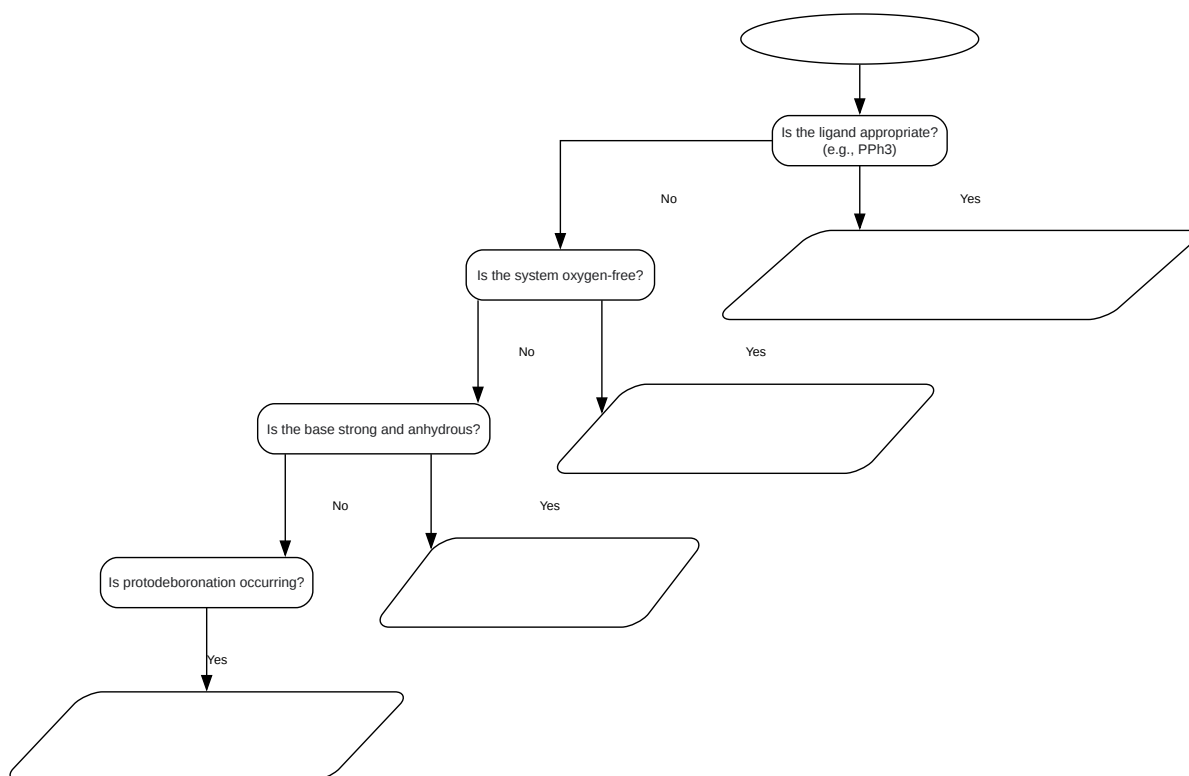 Is the ligand appropriate?
(e.g., PPh3)
No
Yes
Is the system oxygen-free?
No
Yes
Is the base strong and anhydrous?
No
Yes
Is protodeboronation occurring?
Yes